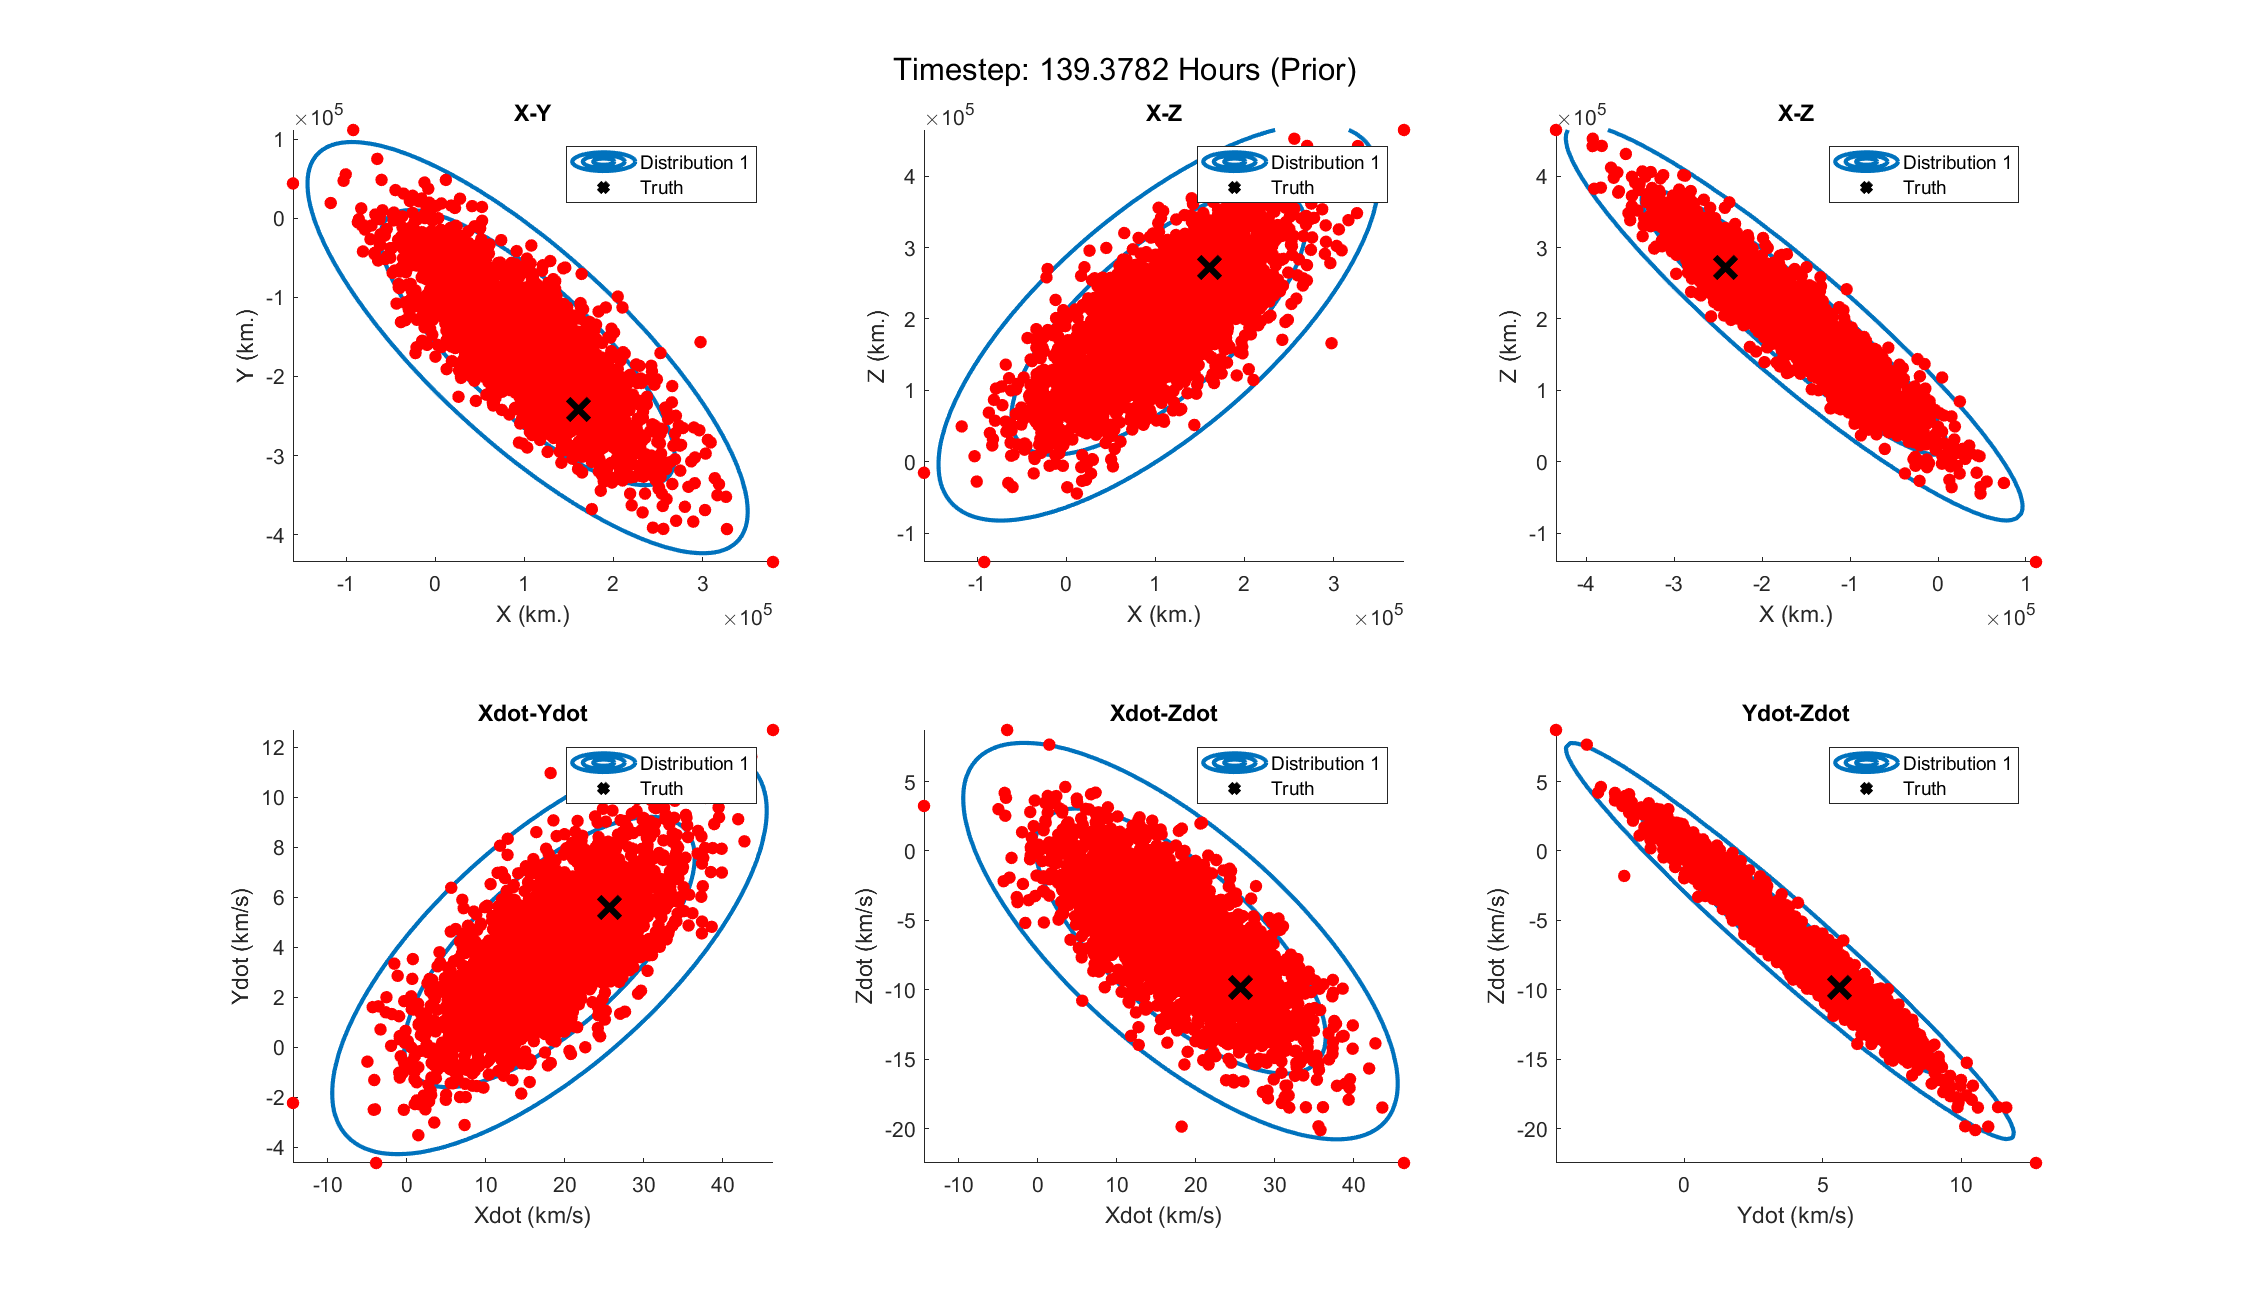 Timestep: 139.3782 Hours (Prior)
X-Y
×10^5
Distribution 1
Truth
1
0
-1
-2
-3
-4
Y (km.)
-1 0 1 2 3
X (km.)
×10^5
X-Z
×10^5
Distribution 1
Truth
4
3
2
1
0
-1
Z (km.)
-1 0 1 2 3
X (km.)
×10^5
X-Z
×10^5
Distribution 1
Truth
4
3
2
1
0
-1
Z (km.)
-4 -3 -2 -1 0 1
X (km.)
×10^5
Xdot-Ydot
Distribution 1
Truth
12
10
8
6
4
2
0
-2
-4
Ydot (km/s)
-10 0 10 20 30 40
Xdot (km/s)
Xdot-Zdot
Distribution 1
Truth
5
0
-5
-10
-15
-20
Zdot (km/s)
-10 0 10 20 30 40
Xdot (km/s)
Ydot-Zdot
Distribution 1
Truth
5
0
-5
-10
-15
-20
Zdot (km/s)
0 5 10
Ydot (km/s)